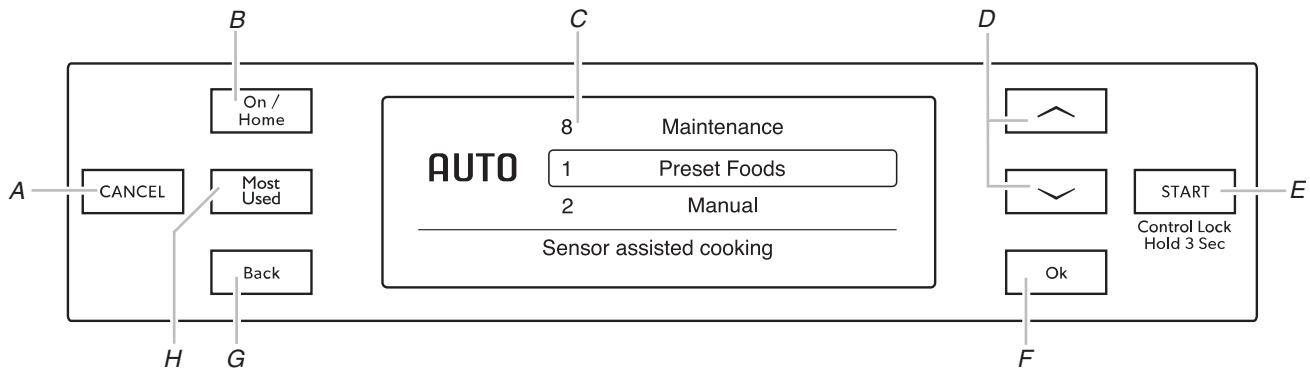 B
C
D
On /
Home
8 Maintenance
A
CANCEL
Most
Used
AUTO
1 Preset Foods
2 Manual
START
E
Control Lock
Hold 3 Sec
Back
Sensor assisted cooking
Ok
H
G
F